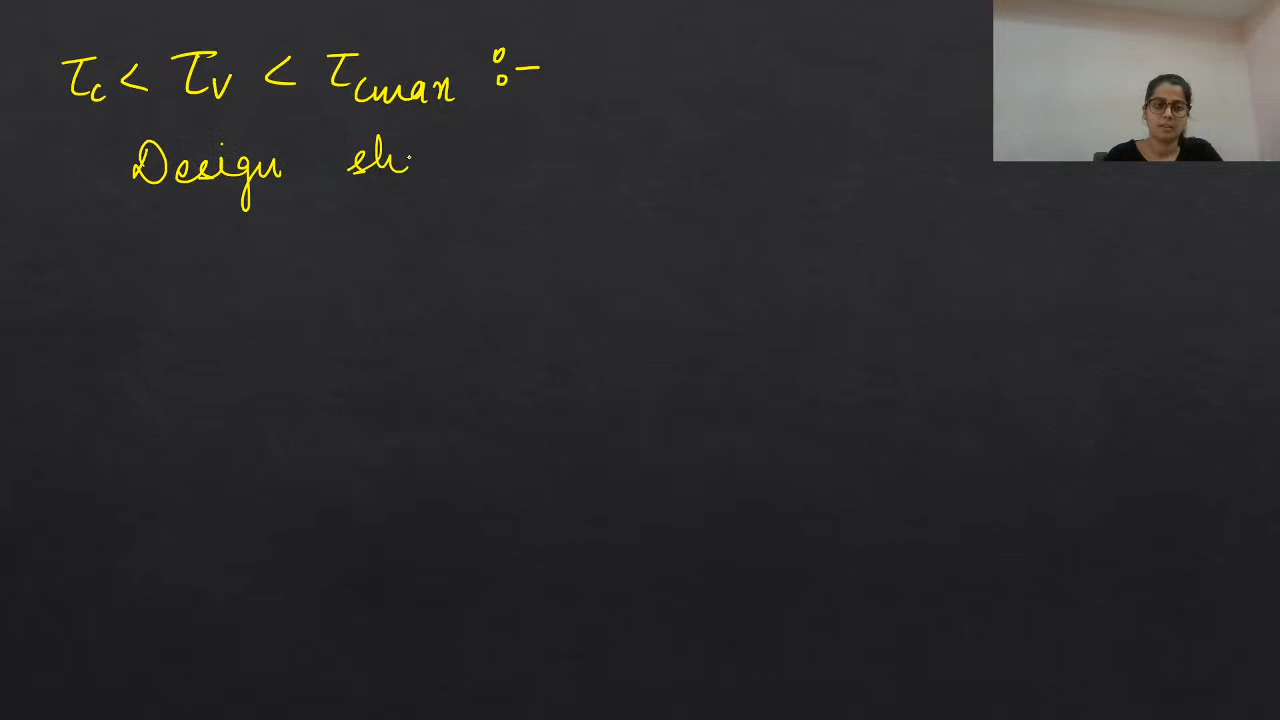 τc < τv < τcmax :-
Design sh